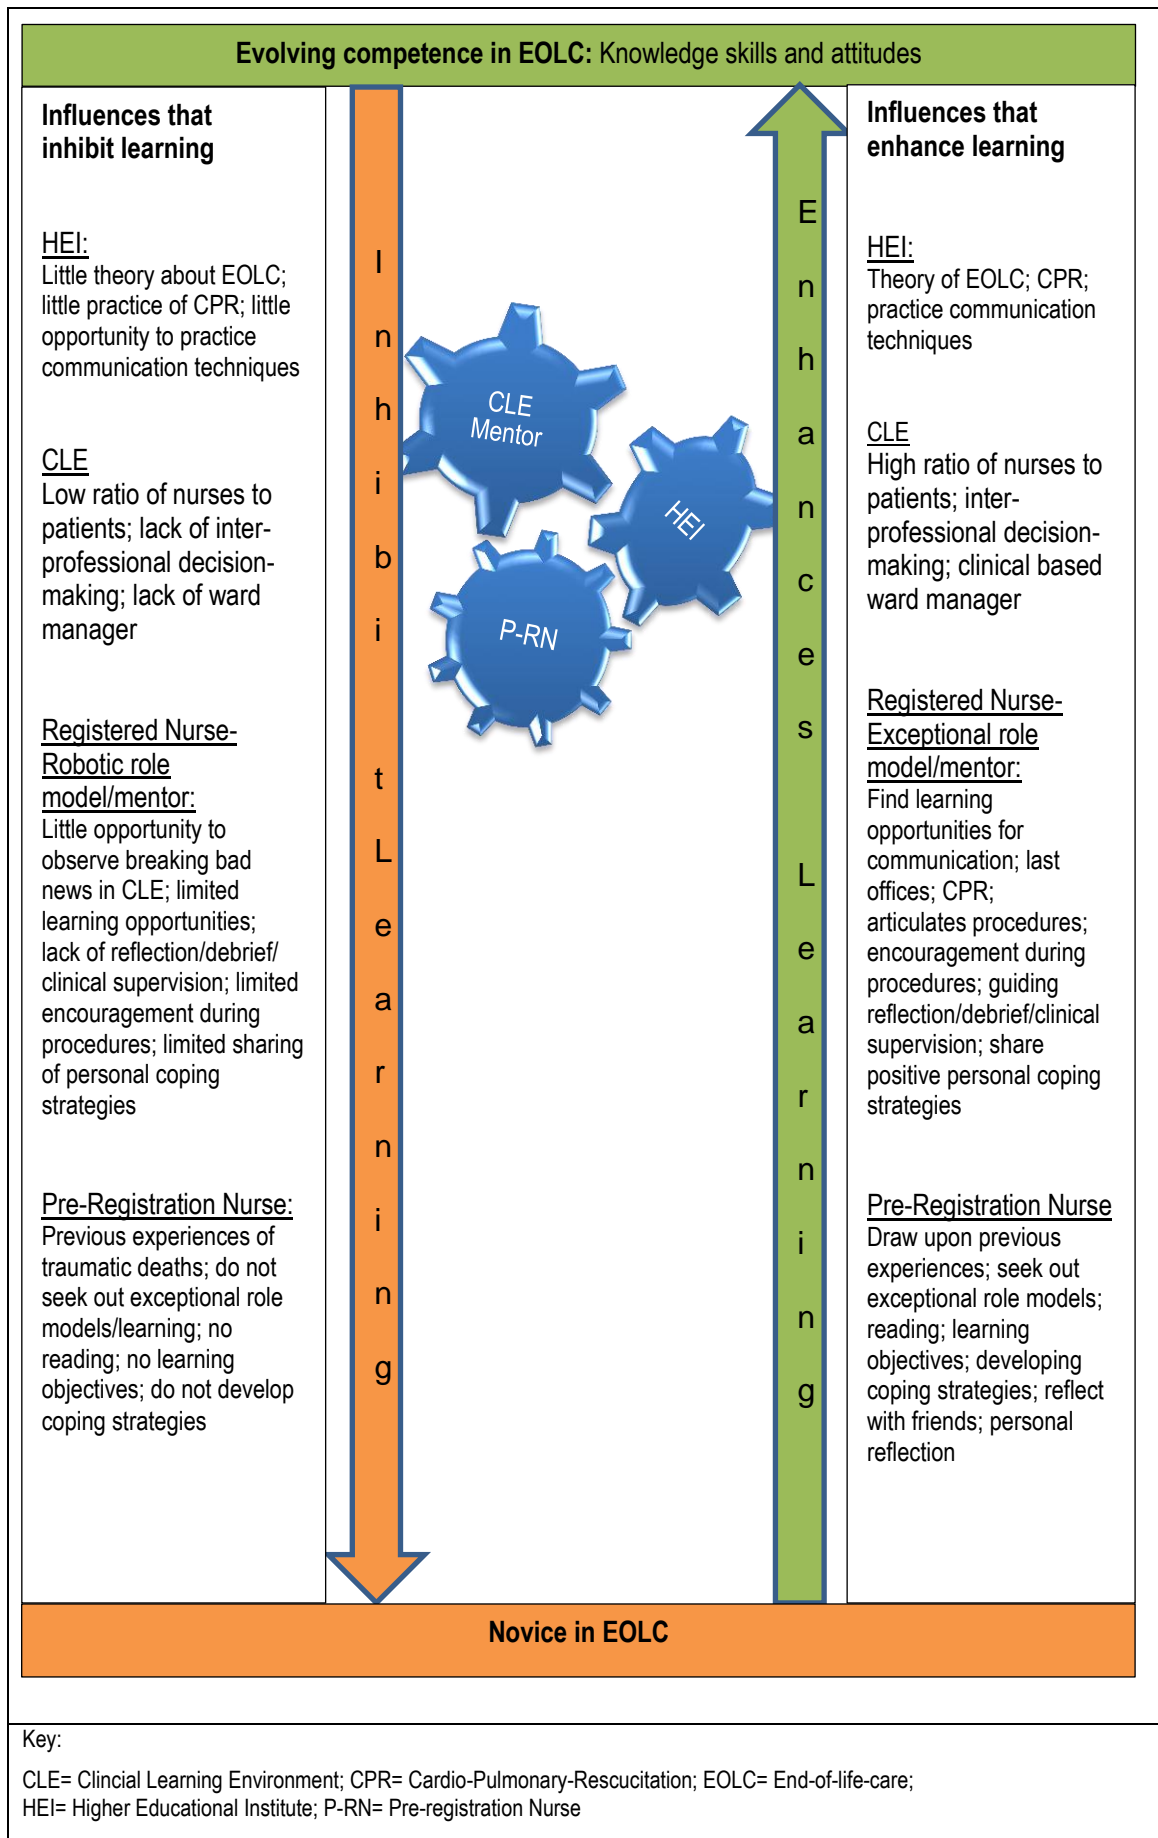 Evolving competence in EOLC: Knowledge skills and attitudes
Influences that
inhibit learning
HEI:
Little theory about EOLC;
little practice of CPR; little
opportunity to practice
communication techniques
CLE
Low ratio of nurses to
patients; lack of inter-
professional decision-
making; lack of ward
manager
Registered Nurse-
Robotic role
model/mentor:
Little opportunity to
observe breaking bad
news in CLE; limited
learning opportunities;
lack of reflection/debrief/
clinical supervision; limited
encouragement during
procedures; limited sharing
of personal coping
strategies
Pre-Registration Nurse:
Previous experiences of
traumatic deaths; do not
seek out exceptional role
models/learning; no
reading; no learning
objectives; do not develop
coping strategies
Inhibit Learning
CLE
Mentor
HEI
P-RN
Enhances Learning
Influences that
enhance learning
HEI:
Theory of EOLC; CPR;
practice communication
techniques
CLE
High ratio of nurses to
patients; inter-
professional decision-
making; clinical based
ward manager
Registered Nurse-
Exceptional role
model/mentor:
Find learning
opportunities for
communication; last
offices; CPR;
articulates procedures;
encouragement during
procedures; guiding
reflection/debrief/clinical
supervision; share
positive personal coping
strategies
Pre-Registration Nurse
Draw upon previous
experiences; seek out
exceptional role models;
reading; learning
objectives; developing
coping strategies; reflect
with friends; personal
reflection
Novice in EOLC
Key:
CLE= Clincial Learning Environment; CPR= Cardio-Pulmonary-Rescucitation; EOLC= End-of-life-care;
HEI= Higher Educational Institute; P-RN= Pre-registration Nurse